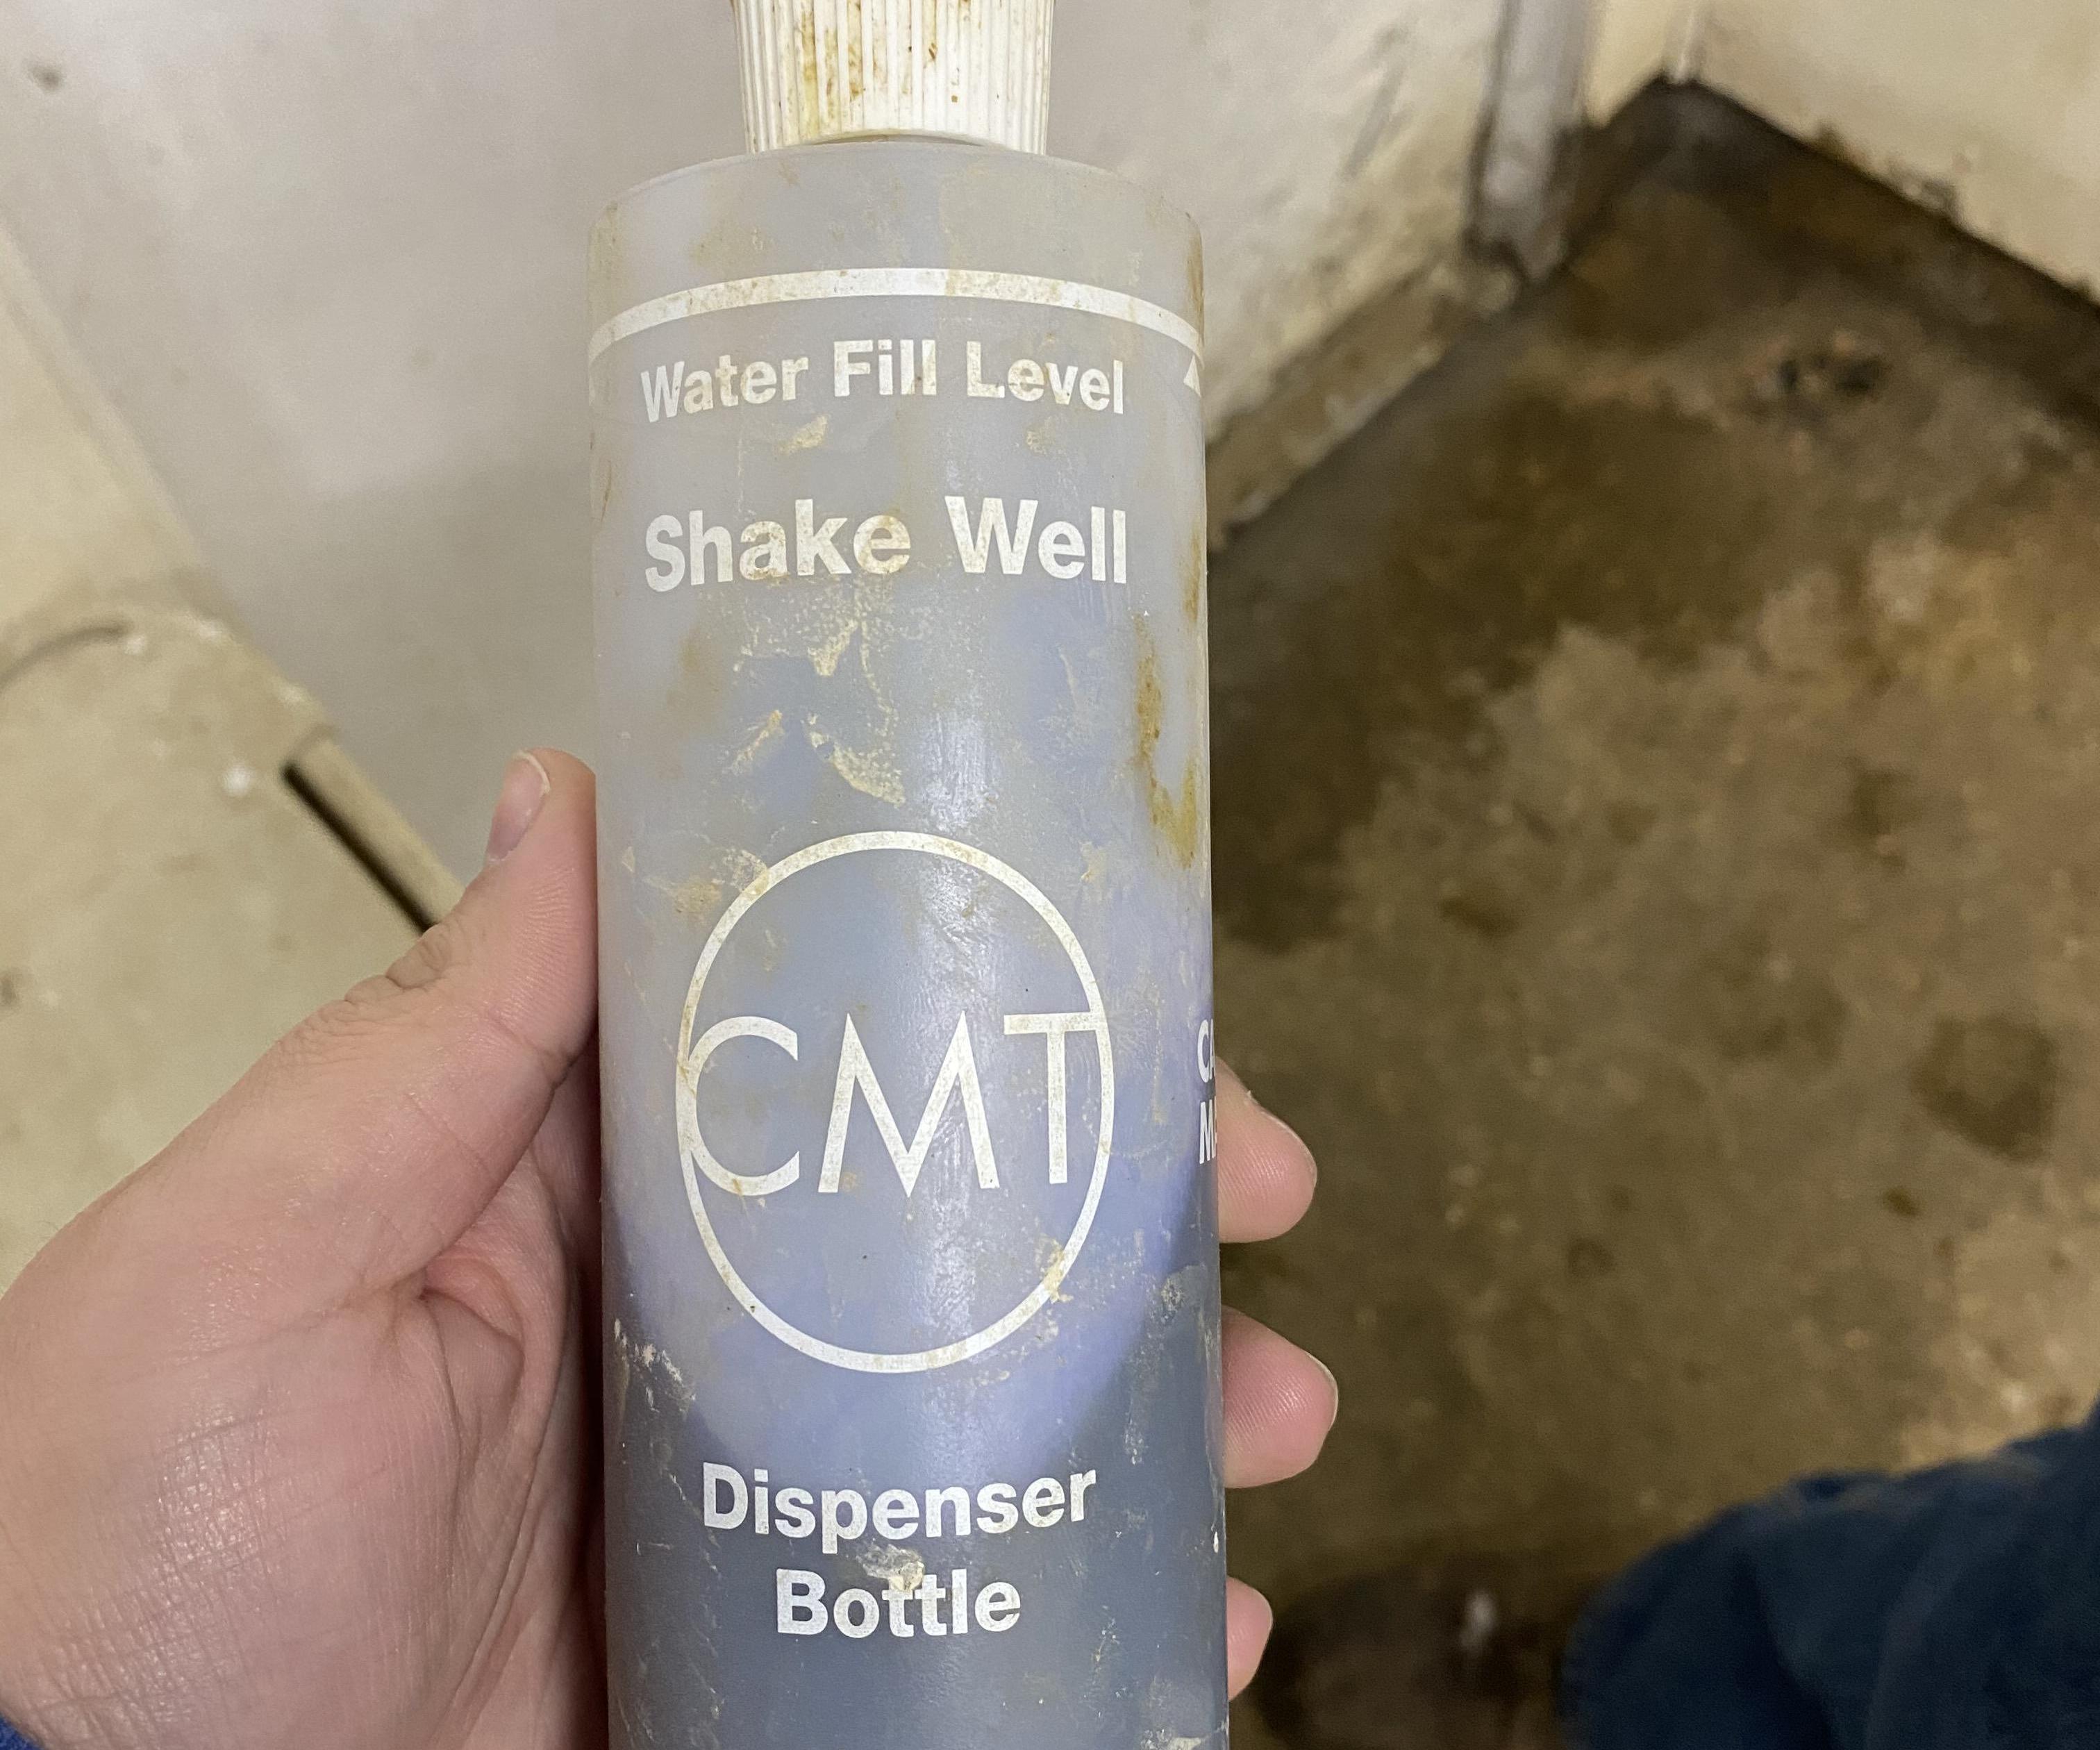 Water Fill Level
Shake Well
CMT
Dispenser
Bottle